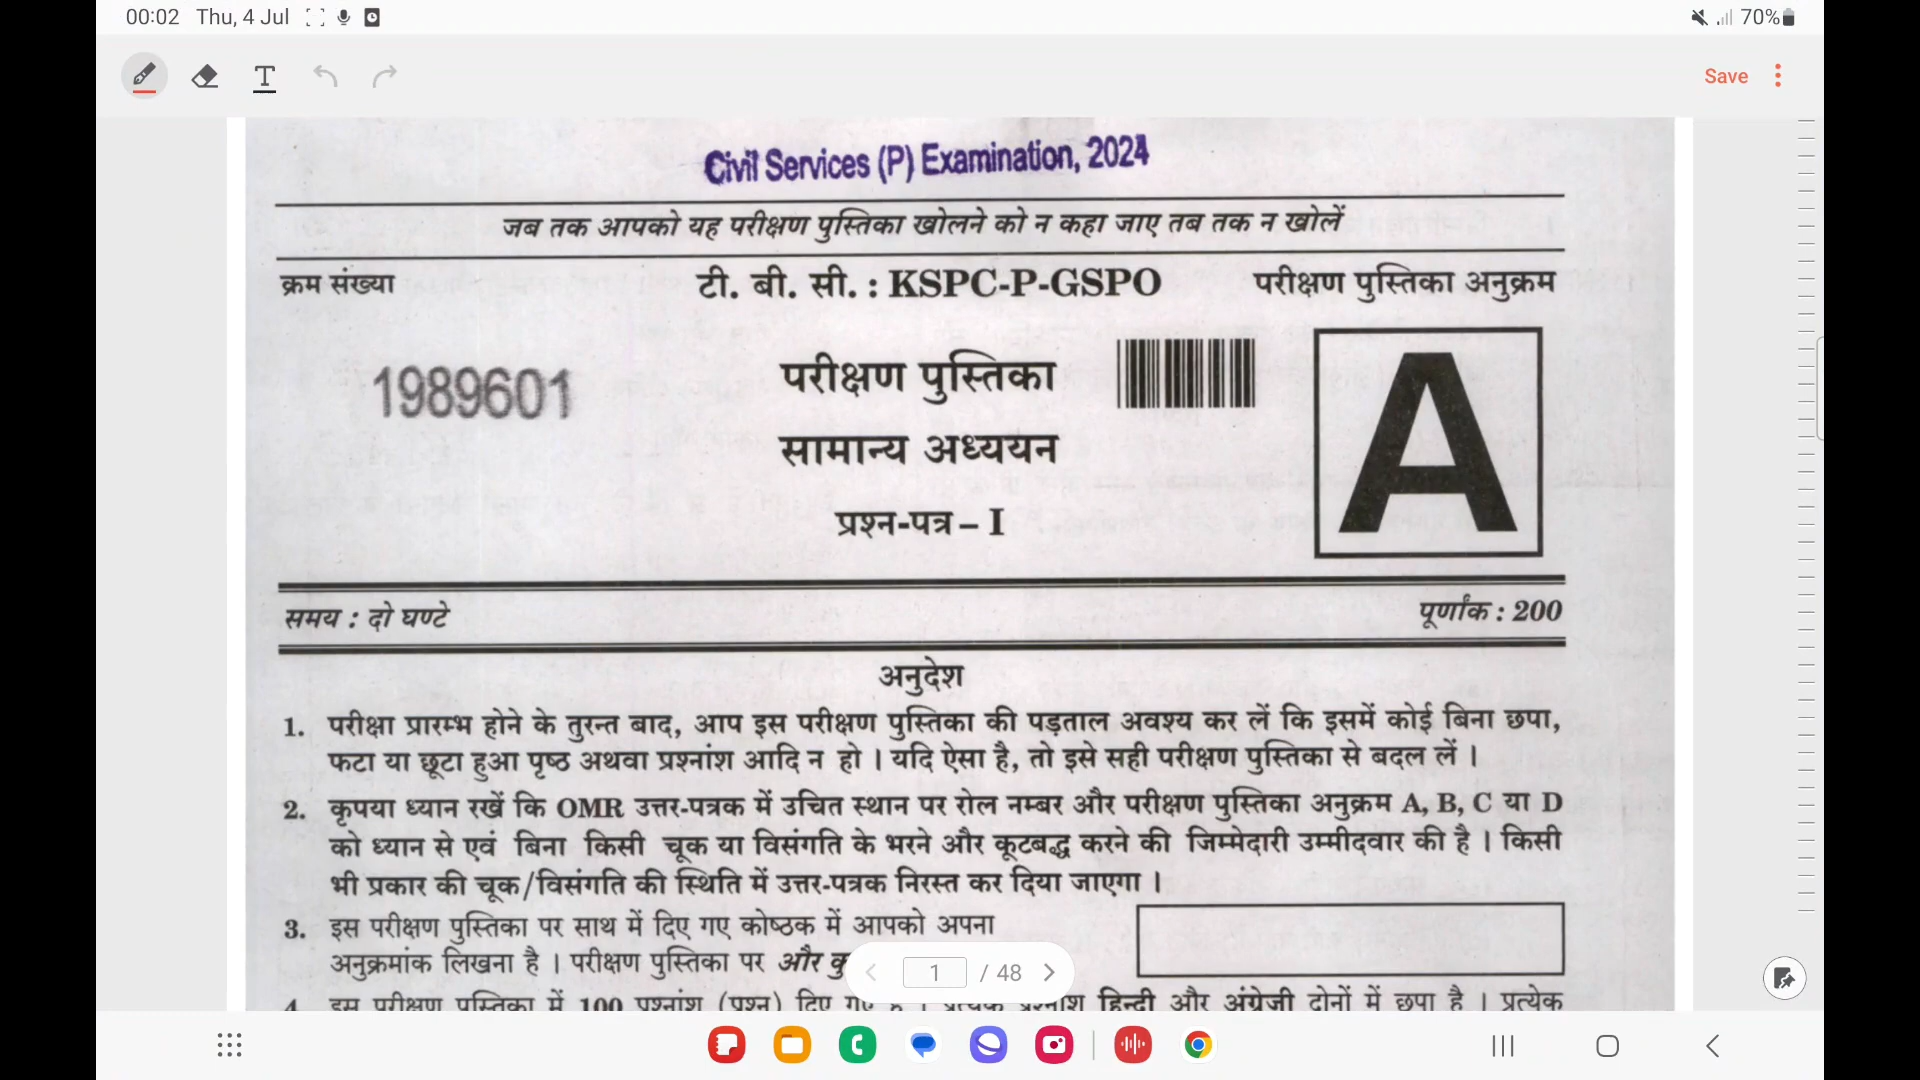 00:02 Thu, 4 Jul
70%
Save
Civil Services (P) Examination, 2024
जब तक आपको यह परीक्षण पुस्तिका खोलने को न कहा जाए तब तक न खोलें
क्रम संख्या
टी. बी. सी. : KSPC-P-GSPO
परीक्षण पुस्तिका अनुक्रम
1989601
परीक्षण पुस्तिका
A
सामान्य अध्ययन
प्रश्न-पत्र – I
समय : दो घण्टे
पूर्णांक : 200
अनुदेश
1. परीक्षा प्रारम्भ होने के तुरन्त बाद, आप इस परीक्षण पुस्तिका की पड़ताल अवश्य कर लें कि इसमें कोई बिना छपा,
फटा या छूटा हुआ पृष्ठ अथवा प्रश्नांश आदि न हो । यदि ऐसा है, तो इसे सही परीक्षण पुस्तिका से बदल लें ।
2. कृपया ध्यान रखें कि OMR उत्तर-पत्रक में उचित स्थान पर रोल नम्बर और परीक्षण पुस्तिका अनुक्रम A, B, C या D
को ध्यान से एवं बिना किसी चूक या विसंगति के भरने और कूटबद्ध करने की जिम्मेदारी उम्मीदवार की है । किसी
भी प्रकार की चूक/विसंगति की स्थिति में उत्तर-पत्रक निरस्त कर दिया जाएगा ।
3. इस परीक्षण पुस्तिका पर साथ में दिए गए कोष्ठक में आपको अपना
अनुक्रमांक लिखना है । परीक्षण पुस्तिका पर और
1 / 48
4. इस परीक्षण पुस्तिका में 100 प्रश्नांश (प्रश्न) दिए गए हैं । प्रत्येक प्रश्नांश हिन्दी और अंग्रेजी दोनों में छपा है । प्रत्येक